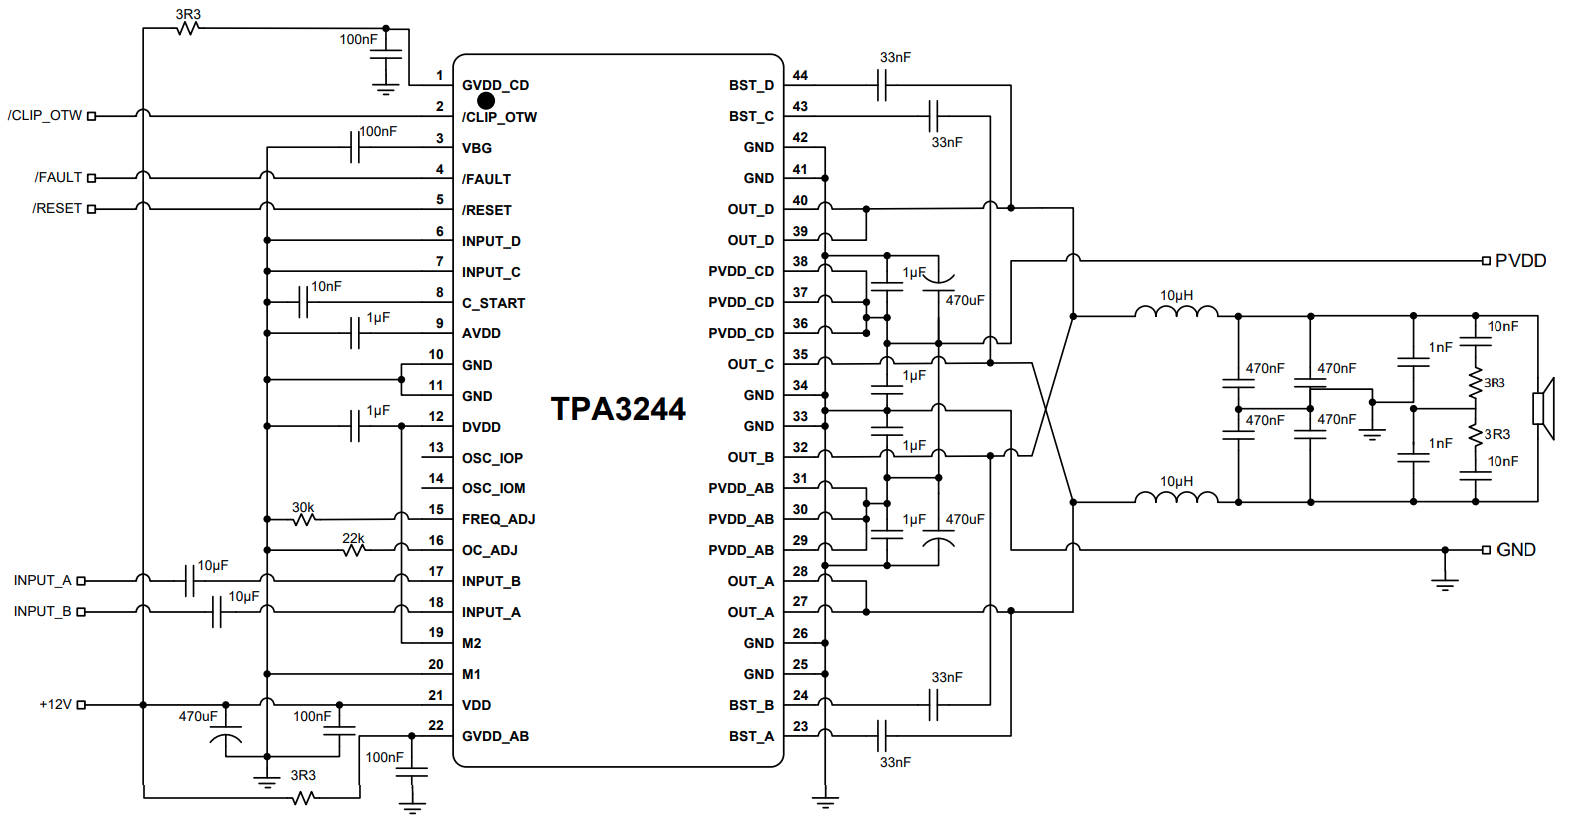 3R3
100nF
/CLIP_OTW
100nF
/FAULT
/RESET
10nF
1µF
1µF
30k
22k
INPUT_A
10µF
INPUT_B
10µF
+12V
470uF
100nF
3R3
100nF
1 GVDD_CD
2 /CLIP_OTW
3 VBG
4 /FAULT
5 /RESET
6 INPUT_D
7 INPUT_C
8 C_START
9 AVDD
10 GND
11 GND
12 DVDD
13 OSC_IOP
14 OSC_IOM
15 FREQ_ADJ
16 OC_ADJ
17 INPUT_B
18 INPUT_A
19 M2
20 M1
21 VDD
22 GVDD_AB
TPA3244
BST_D 44
BST_C 43
GND 42
GND 41
OUT_D 40
OUT_D 39
PVDD_CD 38
PVDD_CD 37
PVDD_CD 36
OUT_C 35
GND 34
GND 33
OUT_B 32
PVDD_AB 31
PVDD_AB 30
PVDD_AB 29
OUT_A 28
OUT_A 27
GND 26
GND 25
BST_B 24
BST_A 23
33nF
33nF
1µF
470uF
1µF
1µF
1µF
470uF
33nF
33nF
PVDD
10µH
10nF
1nF
470nF
470nF
3R3
470nF
470nF
3R3
1nF
10nF
10µH
GND